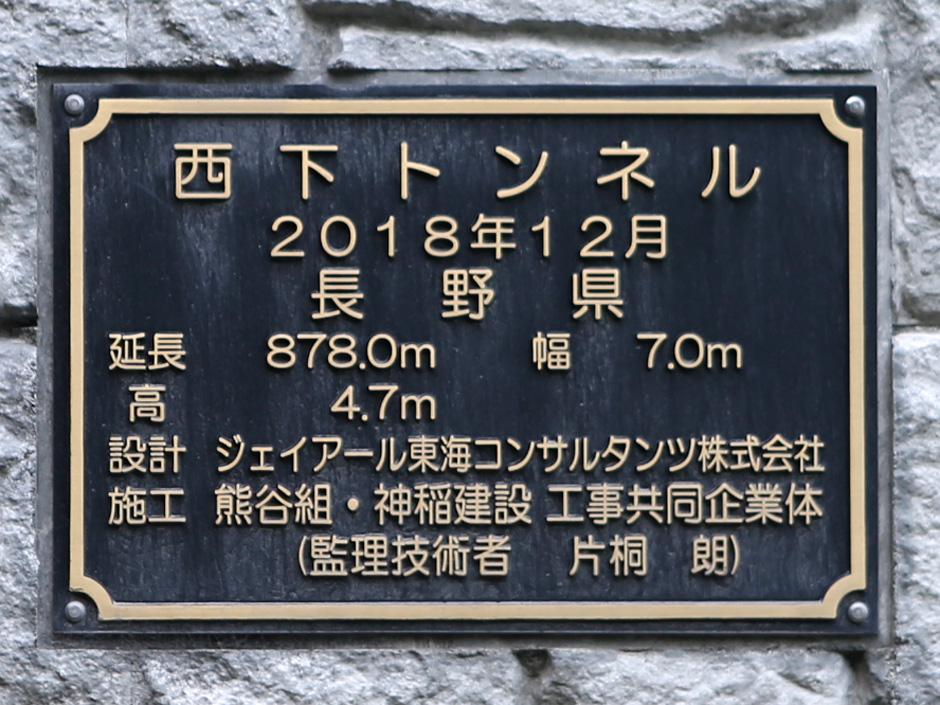 西下トンネル
2018年12月
長野県
延長 878.0m 幅 7.0m
高 4.7m
設計 ジェイアール東海コンサルタンツ株式会社
施工 熊谷組・神稲建設 工事共同企業体
(監理技術者 片桐 朗)